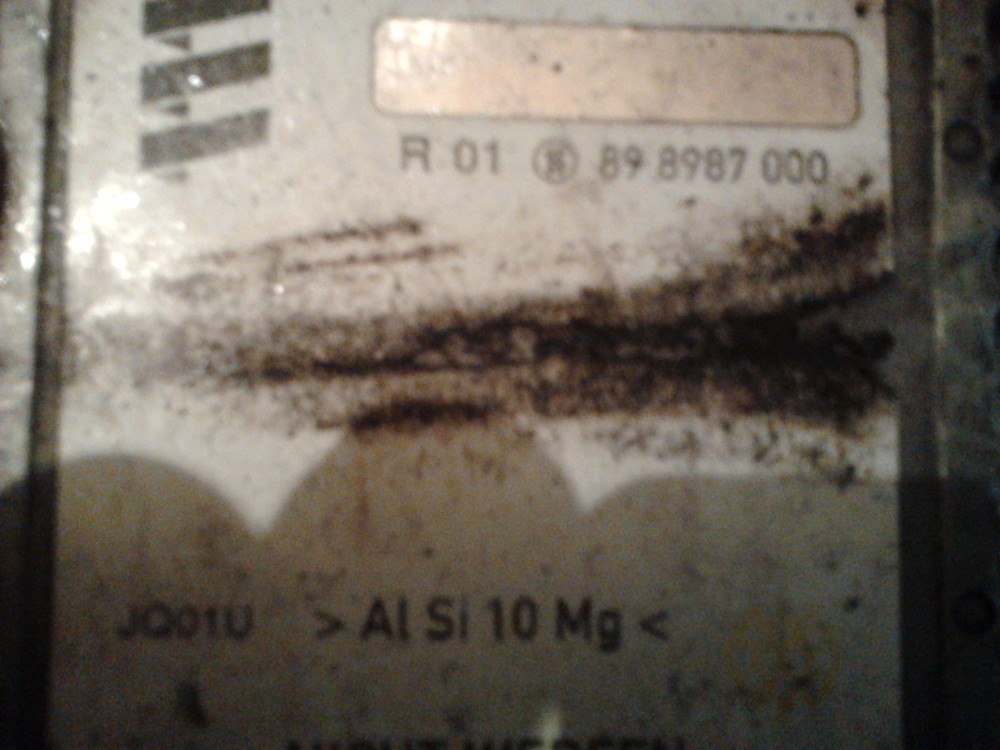 R 01 Ⓢ 89 8987 000
JQ01U > Al Si 10 Mg <